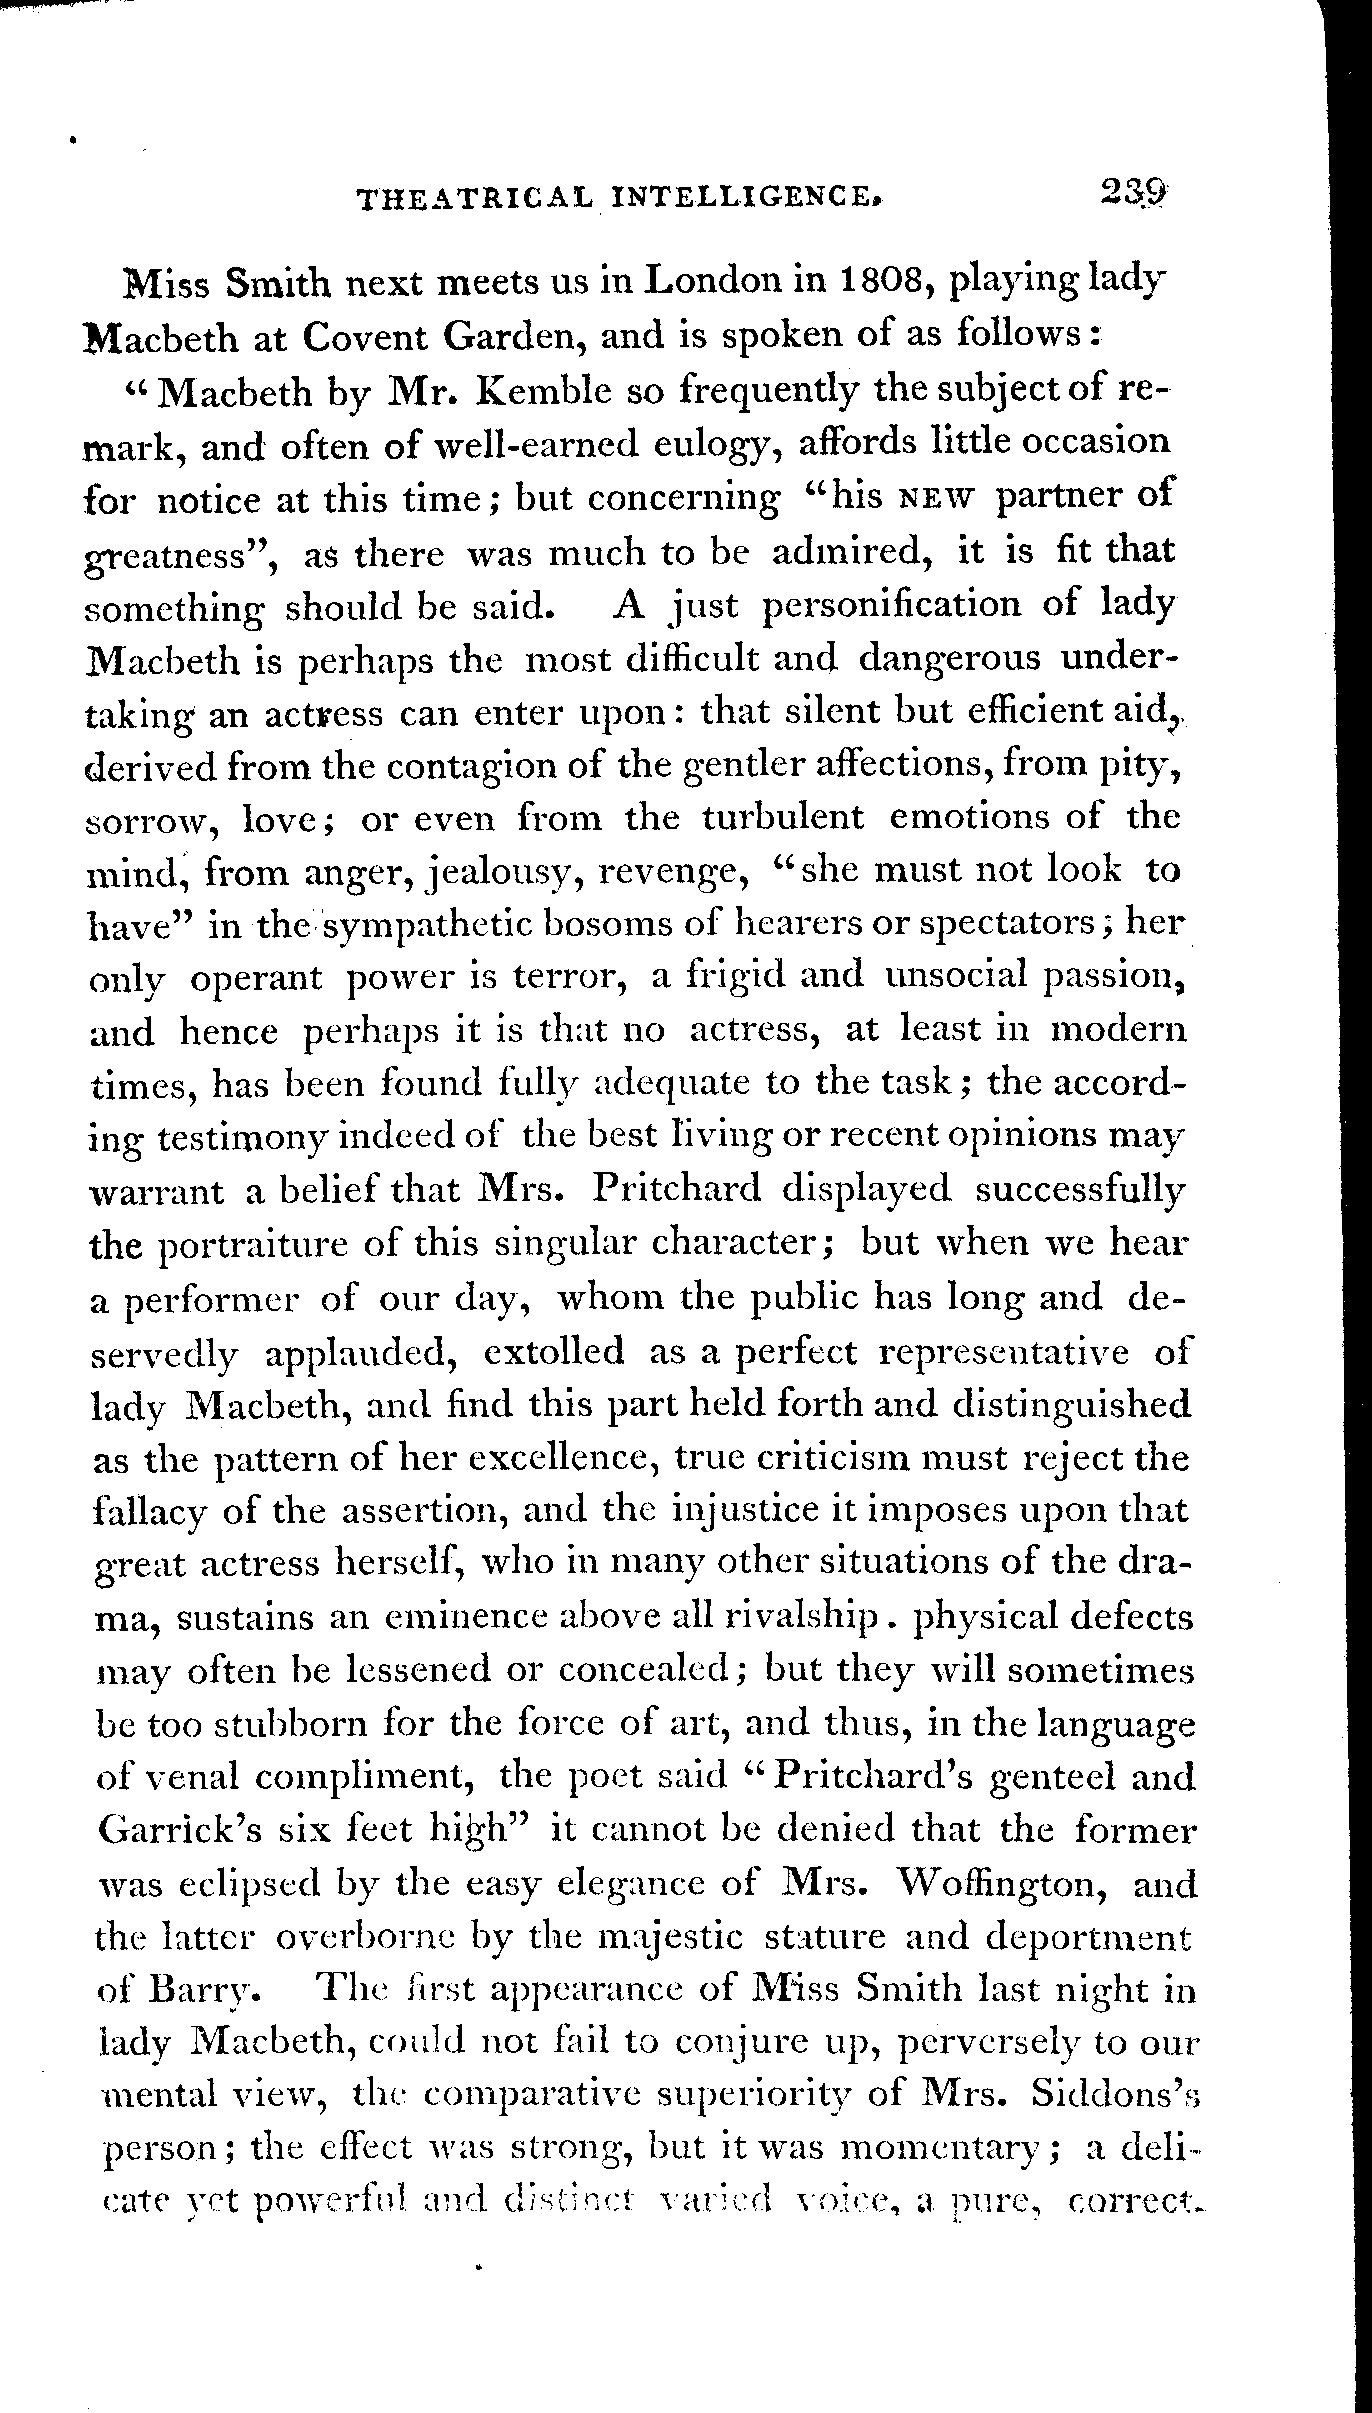 THEATRICAL INTELLIGENCE. 239
Miss Smith next meets us in London in 1808, playing lady
Macbeth at Covent Garden, and is spoken of as follows:
"Macbeth by Mr. Kemble so frequently the subject of re-
mark, and often of well-earned eulogy, affords little occasion
for notice at this time; but concerning "his NEW partner of
greatness", as there was much to be admired, it is fit that
something should be said. A just personification of lady
Macbeth is perhaps the most difficult and dangerous under-
taking an actress can enter upon: that silent but efficient aid,
derived from the contagion of the gentler affections, from pity,
sorrow, love; or even from the turbulent emotions of the
mind, from anger, jealousy, revenge, "she must not look to
have" in the sympathetic bosoms of hearers or spectators; her
only operant power is terror, a frigid and unsocial passion,
and hence perhaps it is that no actress, at least in modern
times, has been found fully adequate to the task; the accord-
ing testimony indeed of the best living or recent opinions may
warrant a belief that Mrs. Pritchard displayed successfully
the portraiture of this singular character; but when we hear
a performer of our day, whom the public has long and de-
servedly applauded, extolled as a perfect representative of
lady Macbeth, and find this part held forth and distinguished
as the pattern of her excellence, true criticism must reject the
fallacy of the assertion, and the injustice it imposes upon that
great actress herself, who in many other situations of the dra-
ma, sustains an eminence above all rivalship. physical defects
may often be lessened or concealed; but they will sometimes
be too stubborn for the force of art, and thus, in the language
of venal compliment, the poet said "Pritchard's genteel and
Garrick's six feet high" it cannot be denied that the former
was eclipsed by the easy elegance of Mrs. Woffington, and
the latter overborne by the majestic stature and deportment
of Barry. The first appearance of Miss Smith last night in
lady Macbeth, could not fail to conjure up, perversely to our
mental view, the comparative superiority of Mrs. Siddons's
person; the effect was strong, but it was momentary; a deli-
cate yet powerful and distinct varied voice, a pure, correct